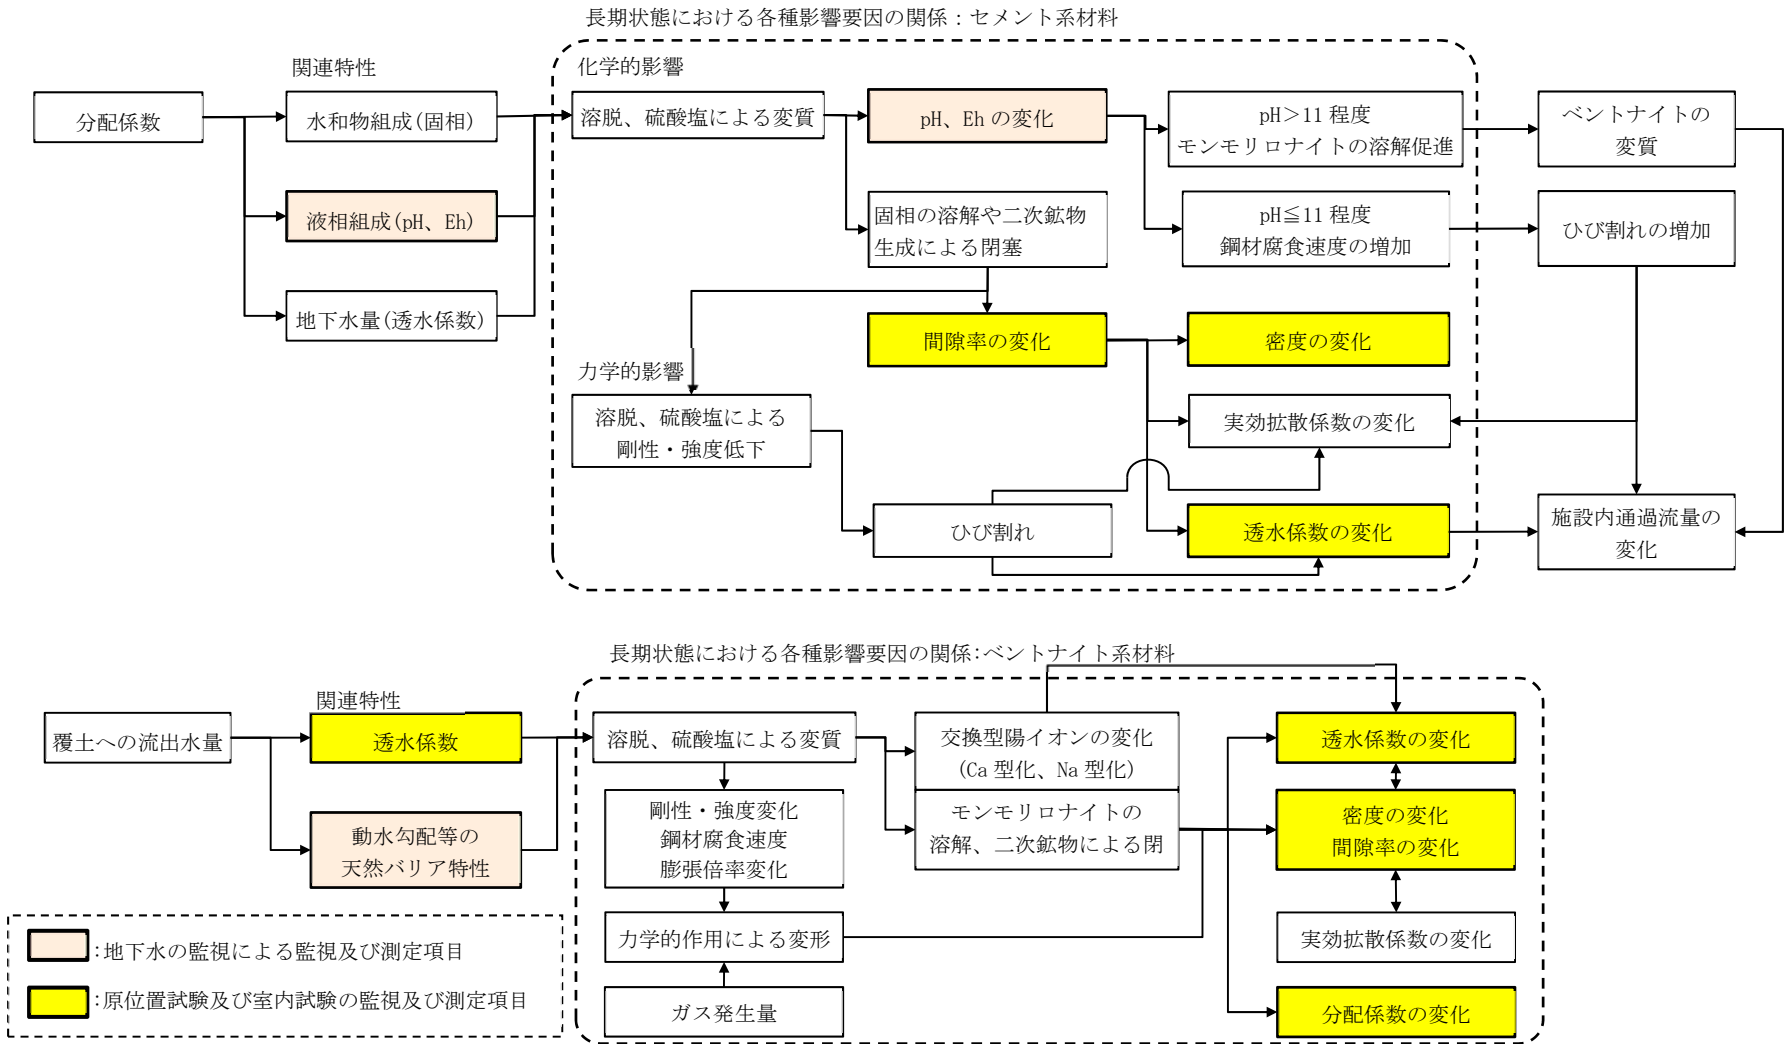 長期状態における各種影響要因の関係：セメント系材料
関連特性
化学的影響
分配係数
水和物組成(固相)
液相組成(pH、Eh)
地下水量(透水係数)
溶脱、硫酸塩による変質
pH、Eh の変化
pH＞11 程度
モンモリロナイトの溶解促進
ベントナイトの
変質
固相の溶解や二次鉱物
生成による閉塞
pH≦11 程度
鋼材腐食速度の増加
ひび割れの増加
間隙率の変化
密度の変化
力学的影響
溶脱、硫酸塩による
剛性・強度低下
実効拡散係数の変化
ひび割れ
透水係数の変化
施設内通過流量の
変化
長期状態における各種影響要因の関係:ベントナイト系材料
関連特性
覆土への流出水量
透水係数
動水勾配等の
天然バリア特性
溶脱、硫酸塩による変質
交換型陽イオンの変化
(Ca 型化、Na 型化)
透水係数の変化
剛性・強度変化
鋼材腐食速度
膨張倍率変化
モンモリロナイトの
溶解、二次鉱物による閉
密度の変化
間隙率の変化
力学的作用による変形
実効拡散係数の変化
ガス発生量
分配係数の変化
:地下水の監視による監視及び測定項目
:原位置試験及び室内試験の監視及び測定項目